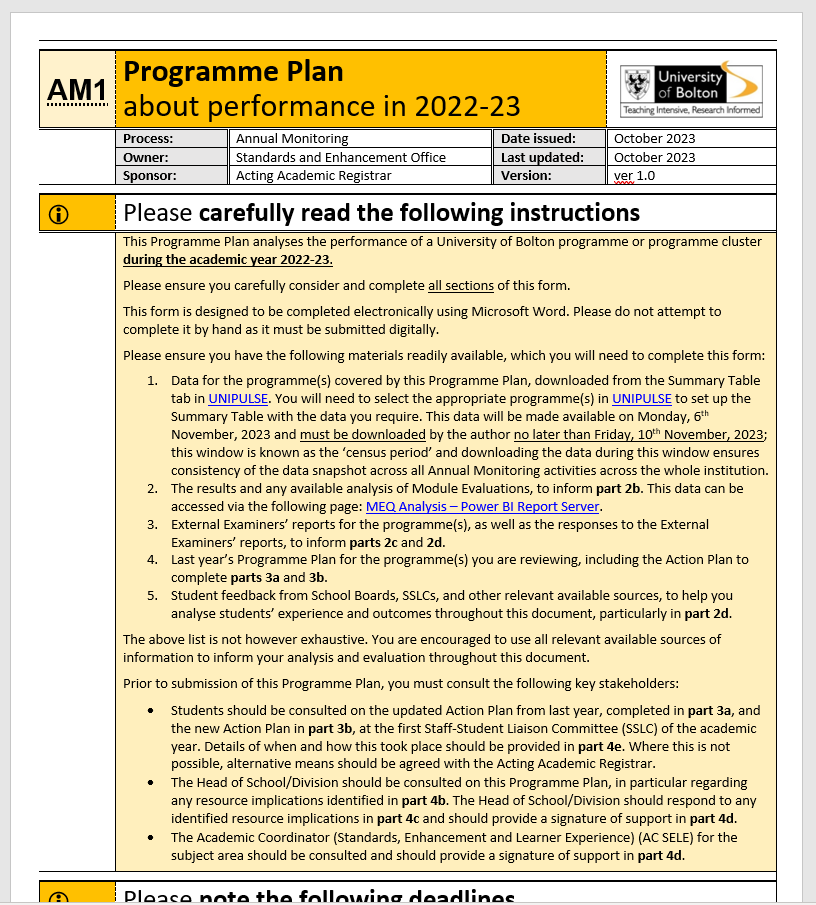 AM1
Programme Plan
about performance in 2022-23
University
of Bolton
Teaching Intensive, Research Informed
Process: Annual Monitoring Date issued: October 2023
Owner: Standards and Enhancement Office Last updated: October 2023
Sponsor: Acting Academic Registrar Version: ver 1.0
Please carefully read the following instructions
This Programme Plan analyses the performance of a University of Bolton programme or programme cluster
during the academic year 2022-23.
Please ensure you carefully consider and complete all sections of this form.
This form is designed to be completed electronically using Microsoft Word. Please do not attempt to
complete it by hand as it must be submitted digitally.
Please ensure you have the following materials readily available, which you will need to complete this form:
1. Data for the programme(s) covered by this Programme Plan, downloaded from the Summary Table
tab in UNIPULSE. You will need to select the appropriate programme(s) in UNIPULSE to set up the
Summary Table with the data you require. This data will be made available on Monday, 6th
November, 2023 and must be downloaded by the author no later than Friday, 10th November, 2023;
this window is known as the ‘census period’ and downloading the data during this window ensures
consistency of the data snapshot across all Annual Monitoring activities across the whole institution.
2. The results and any available analysis of Module Evaluations, to inform part 2b. This data can be
accessed via the following page: MEQ Analysis – Power BI Report Server.
3. External Examiners’ reports for the programme(s), as well as the responses to the External
Examiners’ reports, to inform parts 2c and 2d.
4. Last year’s Programme Plan for the programme(s) you are reviewing, including the Action Plan to
complete parts 3a and 3b.
5. Student feedback from School Boards, SSLCs, and other relevant available sources, to help you
analyse students’ experience and outcomes throughout this document, particularly in part 2d.
The above list is not however exhaustive. You are encouraged to use all relevant available sources of
information to inform your analysis and evaluation throughout this document.
Prior to submission of this Programme Plan, you must consult the following key stakeholders:
• Students should be consulted on the updated Action Plan from last year, completed in part 3a, and
the new Action Plan in part 3b, at the first Staff-Student Liaison Committee (SSLC) of the academic
year. Details of when and how this took place should be provided in part 4e. Where this is not
possible, alternative means should be agreed with the Acting Academic Registrar.
• The Head of School/Division should be consulted on this Programme Plan, in particular regarding
any resource implications identified in part 4b. The Head of School/Division should respond to any
identified resource implications in part 4c and should provide a signature of support in part 4d.
• The Academic Coordinator (Standards, Enhancement and Learner Experience) (AC SELE) for the
subject area should be consulted and should provide a signature of support in part 4d.
Please note the following deadlines